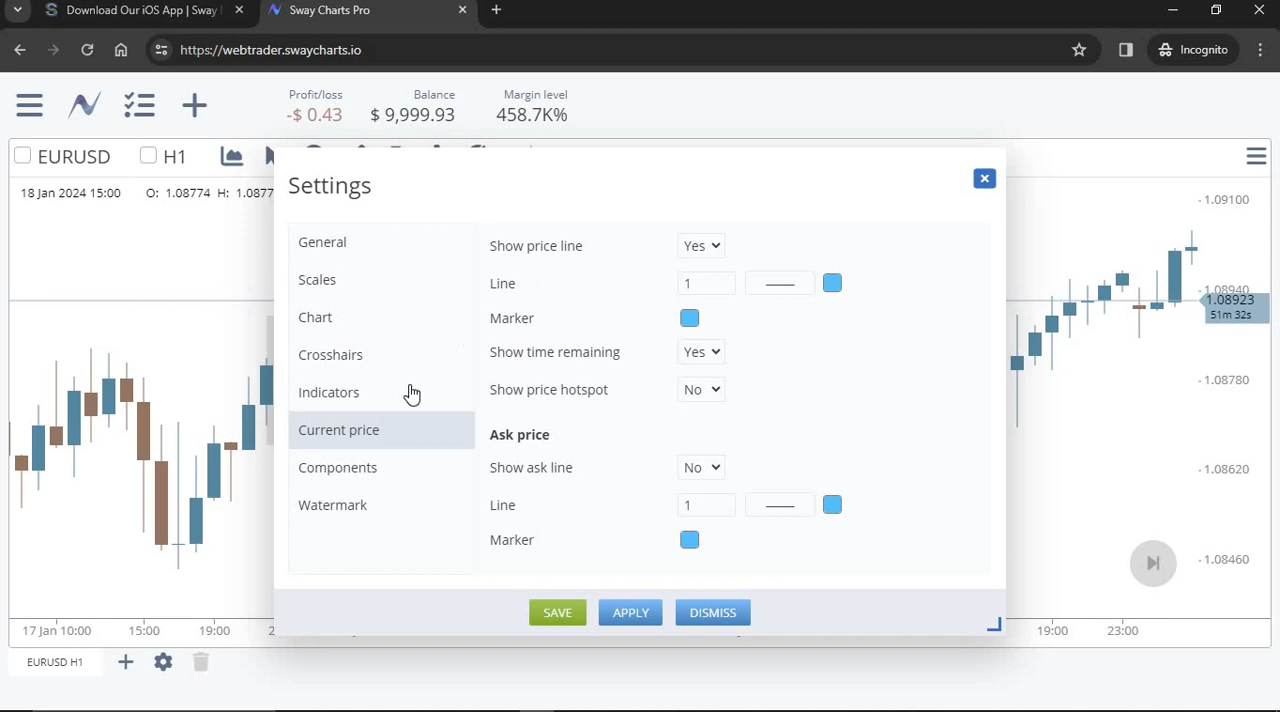 Download Our iOS App | Sway
Sway Charts Pro
https://webtrader.swaycharts.io
Incognito
Profit/loss Balance Margin level
-$ 0.43 $ 9,999.93 458.7K%
EURUSD H1
18 Jan 2024 15:00 O: 1.08774 H: 1.0877
Settings
General
Scales
Chart
Crosshairs
Indicators
Current price
Components
Watermark
Show price line Yes
Line 1
Marker
Show time remaining Yes
Show price hotspot No
Ask price
Show ask line No
Line 1
Marker
SAVE APPLY DISMISS
1.09100
1.08940
1.08923
51m 32s
1.08780
1.08620
1.08460
17 Jan 10:00 15:00 19:00 2 19:00 23:00
EURUSD H1